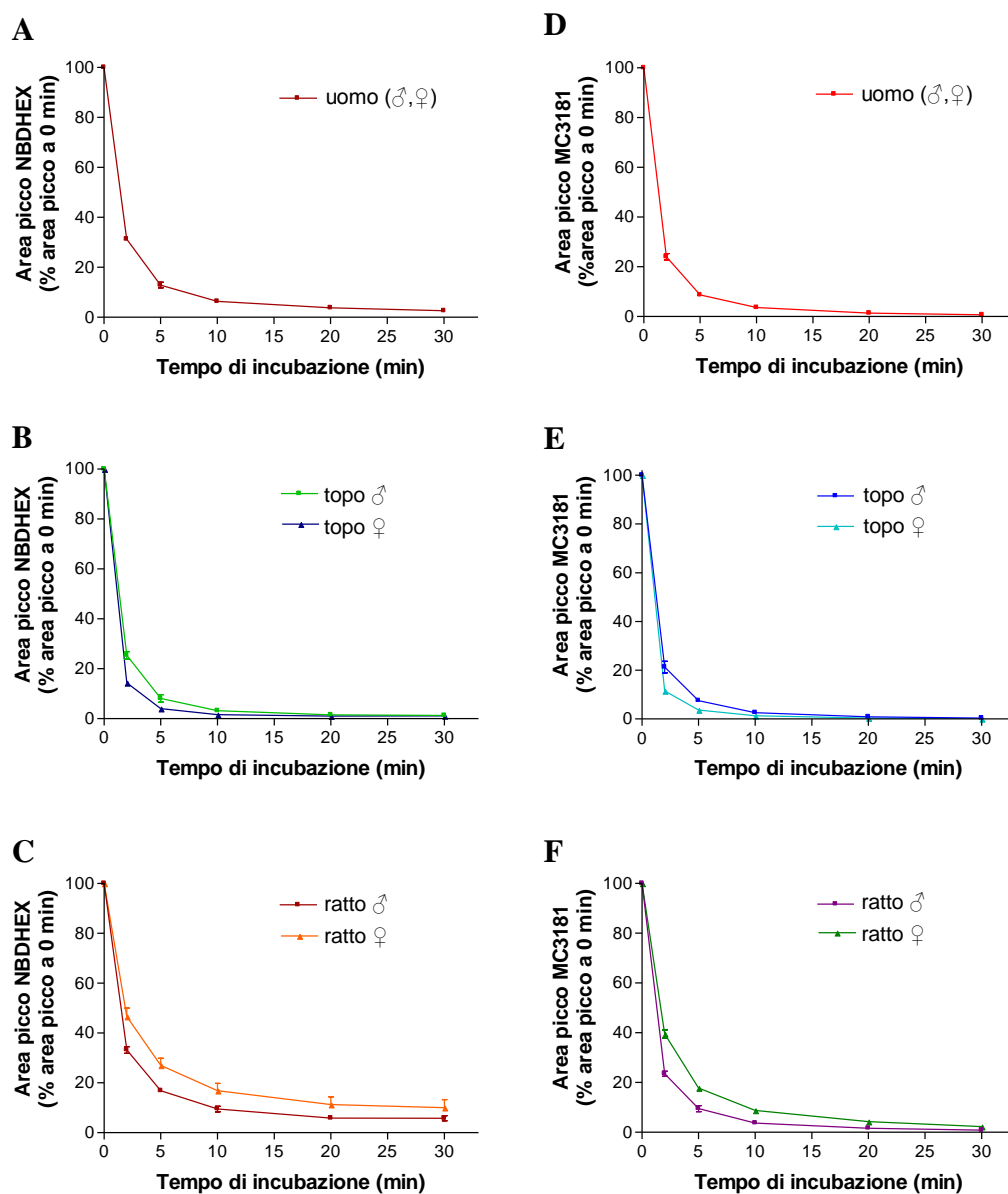 A
Area picco NBDHEX
(% area picco a 0 min)
100
80
60
40
20
0
uomo (♂,♀)
0 5 10 15 20 25 30
Tempo di incubazione (min)
D
Area picco MC3181
(%area picco a 0 min)
100
80
60
40
20
0
uomo (♂,♀)
0 5 10 15 20 25 30
Tempo di incubazione (min)
B
Area picco NBDHEX
(% area picco a 0 min)
100
80
60
40
20
0
topo ♂
topo ♀
0 5 10 15 20 25 30
Tempo di incubazione (min)
E
Area picco MC3181
(% area picco a 0 min)
100
80
60
40
20
0
topo ♂
topo ♀
0 5 10 15 20 25 30
Tempo di incubazione (min)
C
Area picco NBDHEX
(% area picco a 0 min)
100
80
60
40
20
0
ratto ♂
ratto ♀
0 5 10 15 20 25 30
Tempo di incubazione (min)
F
Area picco MC3181
(% area picco a 0 min)
100
80
60
40
20
0
ratto ♂
ratto ♀
0 5 10 15 20 25 30
Tempo di incubazione (min)